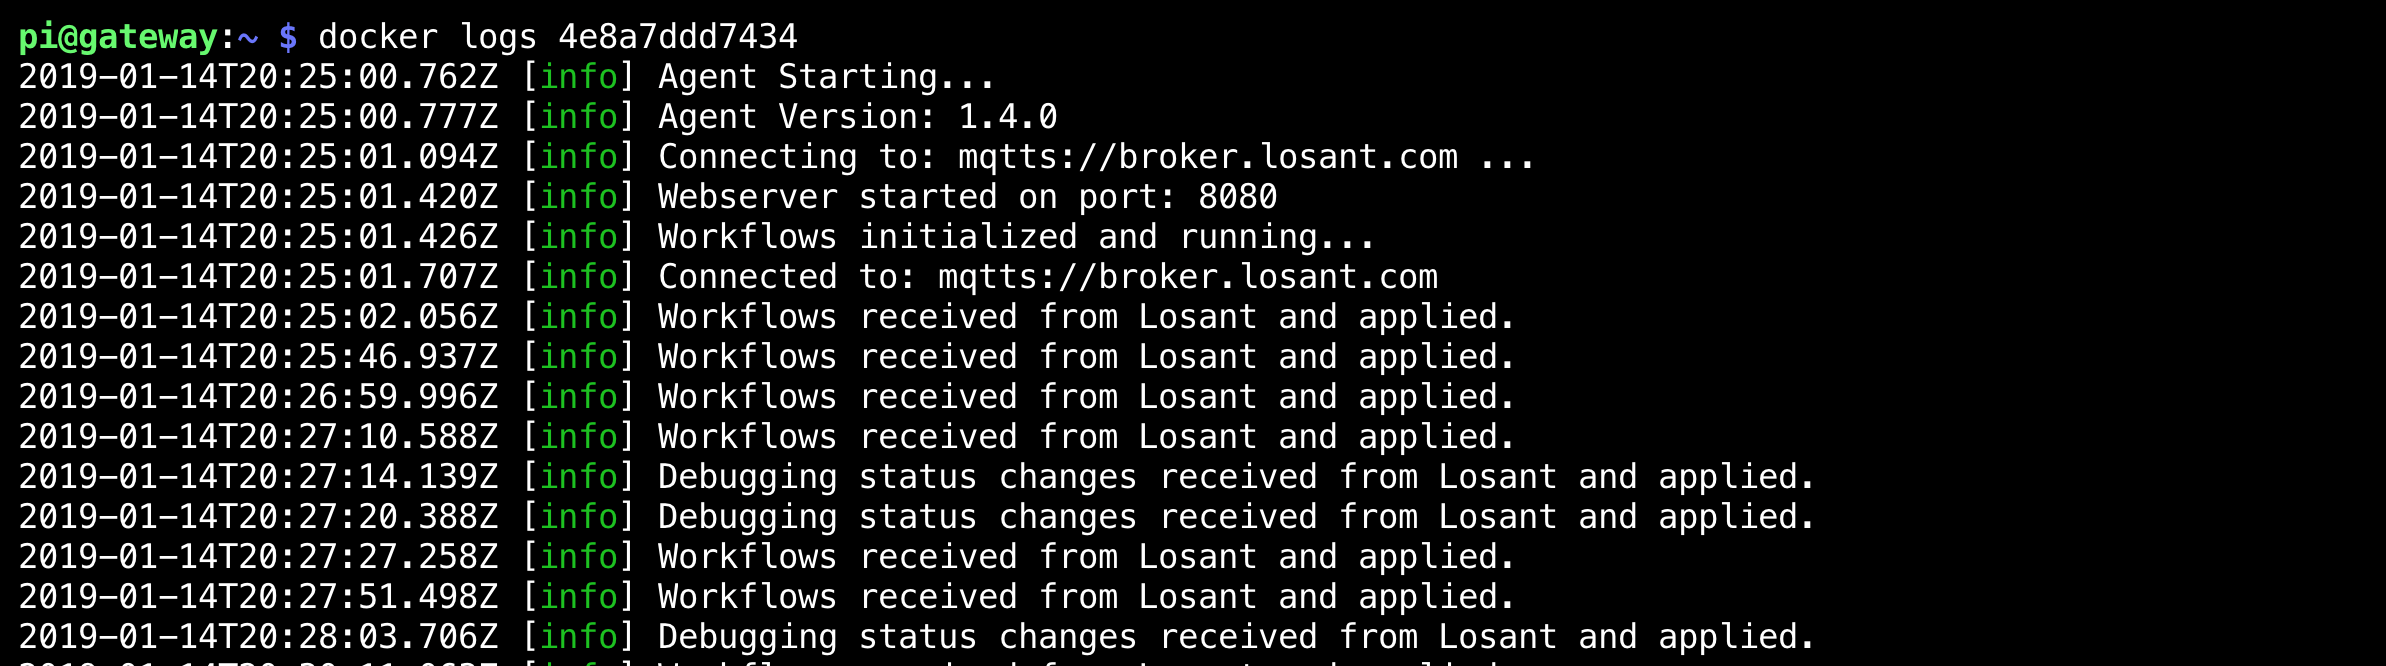 pi@gateway:~ $ docker logs 4e8a7ddd7434
2019-01-14T20:25:00.762Z [info] Agent Starting...
2019-01-14T20:25:00.777Z [info] Agent Version: 1.4.0
2019-01-14T20:25:01.094Z [info] Connecting to: mqtts://broker.losant.com ...
2019-01-14T20:25:01.420Z [info] Webserver started on port: 8080
2019-01-14T20:25:01.426Z [info] Workflows initialized and running...
2019-01-14T20:25:01.707Z [info] Connected to: mqtts://broker.losant.com
2019-01-14T20:25:02.056Z [info] Workflows received from Losant and applied.
2019-01-14T20:25:46.937Z [info] Workflows received from Losant and applied.
2019-01-14T20:26:59.996Z [info] Workflows received from Losant and applied.
2019-01-14T20:27:10.588Z [info] Workflows received from Losant and applied.
2019-01-14T20:27:14.139Z [info] Debugging status changes received from Losant and applied.
2019-01-14T20:27:20.388Z [info] Debugging status changes received from Losant and applied.
2019-01-14T20:27:27.258Z [info] Workflows received from Losant and applied.
2019-01-14T20:27:51.498Z [info] Workflows received from Losant and applied.
2019-01-14T20:28:03.706Z [info] Debugging status changes received from Losant and applied.